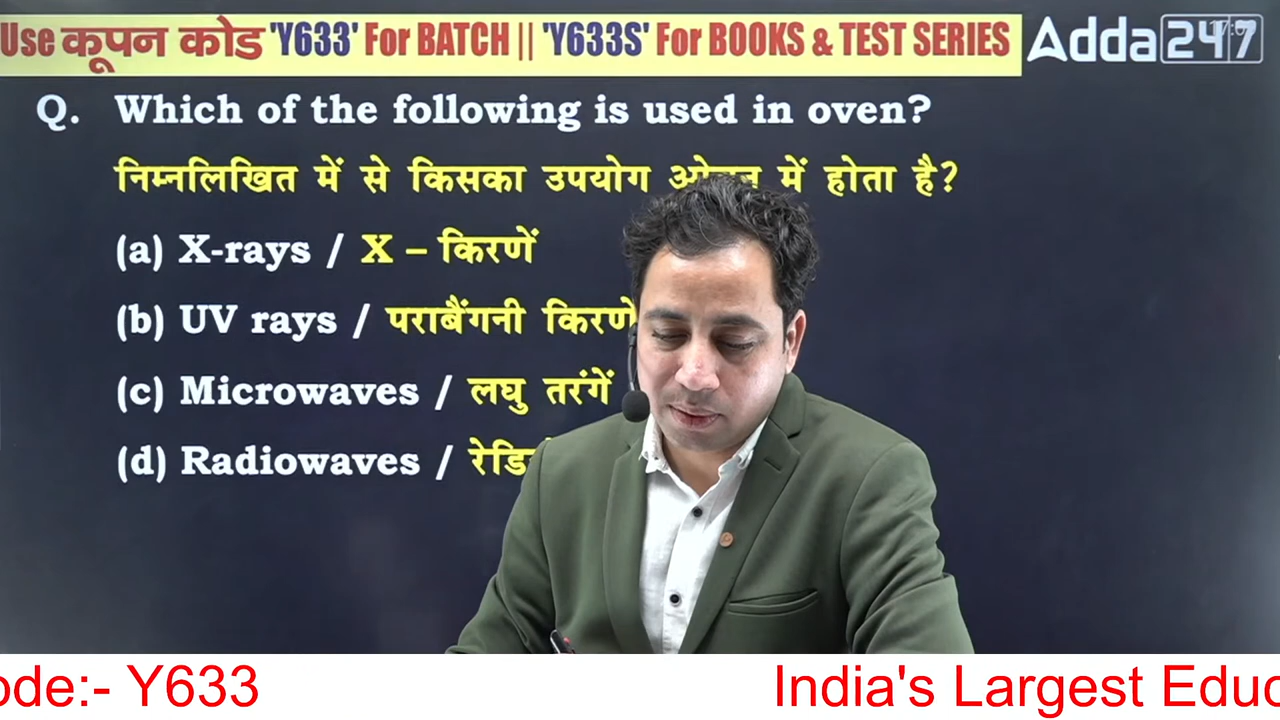 Use कूपन कोड 'Y633' For BATCH || 'Y633S' For BOOKS & TEST SERIES
Adda247
Q. Which of the following is used in oven?
निम्नलिखित में से किसका उपयोग में होता है?
(a) X-rays / X – किरणें
(b) UV rays / पराबैंगनी
(c) Microwaves / लघु तरंगें
(d) Radiowaves /
ode:- Y633 India's Largest Educ